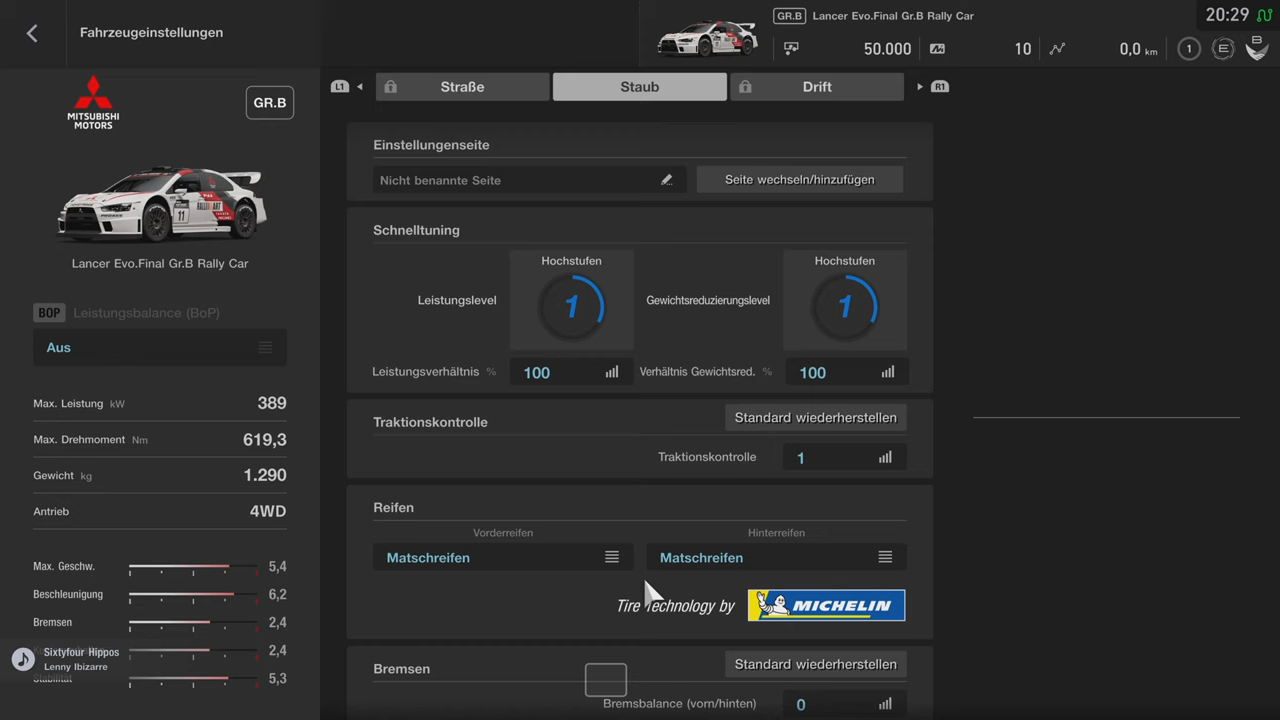 Fahrzeugeinstellungen
GR.B
Lancer Evo.Final Gr.B Rally Car
20:29
50.000
10
0,0 km
1
E
B
MITSUBISHI
MOTORS
GR.B
11
Lancer Evo.Final Gr.B Rally Car
BOP
Leistungsbalance (BoP)
Aus
Max. Leistung kW
389
Max. Drehmoment Nm
619,3
Gewicht kg
1.290
Antrieb
4WD
Max. Geschw.
5,4
Beschleunigung
6,2
Bremsen
2,4
2,4
Stabilität
5,3
Sixtyfour Hippos
Lenny Ibizarre
L1
Straße
Staub
Drift
R1
Einstellungenseite
Nicht benannte Seite
Seite wechseln/hinzufügen
Schnelltuning
Leistungslevel
Hochstufen
1
Gewichtsreduzierungslevel
Hochstufen
1
Leistungsverhältnis %
100
Verhältnis Gewichtsred. %
100
Traktionskontrolle
Standard wiederherstellen
Traktionskontrolle
1
Reifen
Vorderreifen
Hinterreifen
Matschreifen
Matschreifen
Tire Technology by
MICHELIN
Bremsen
Standard wiederherstellen
Bremsbalance (vorn/hinten)
0